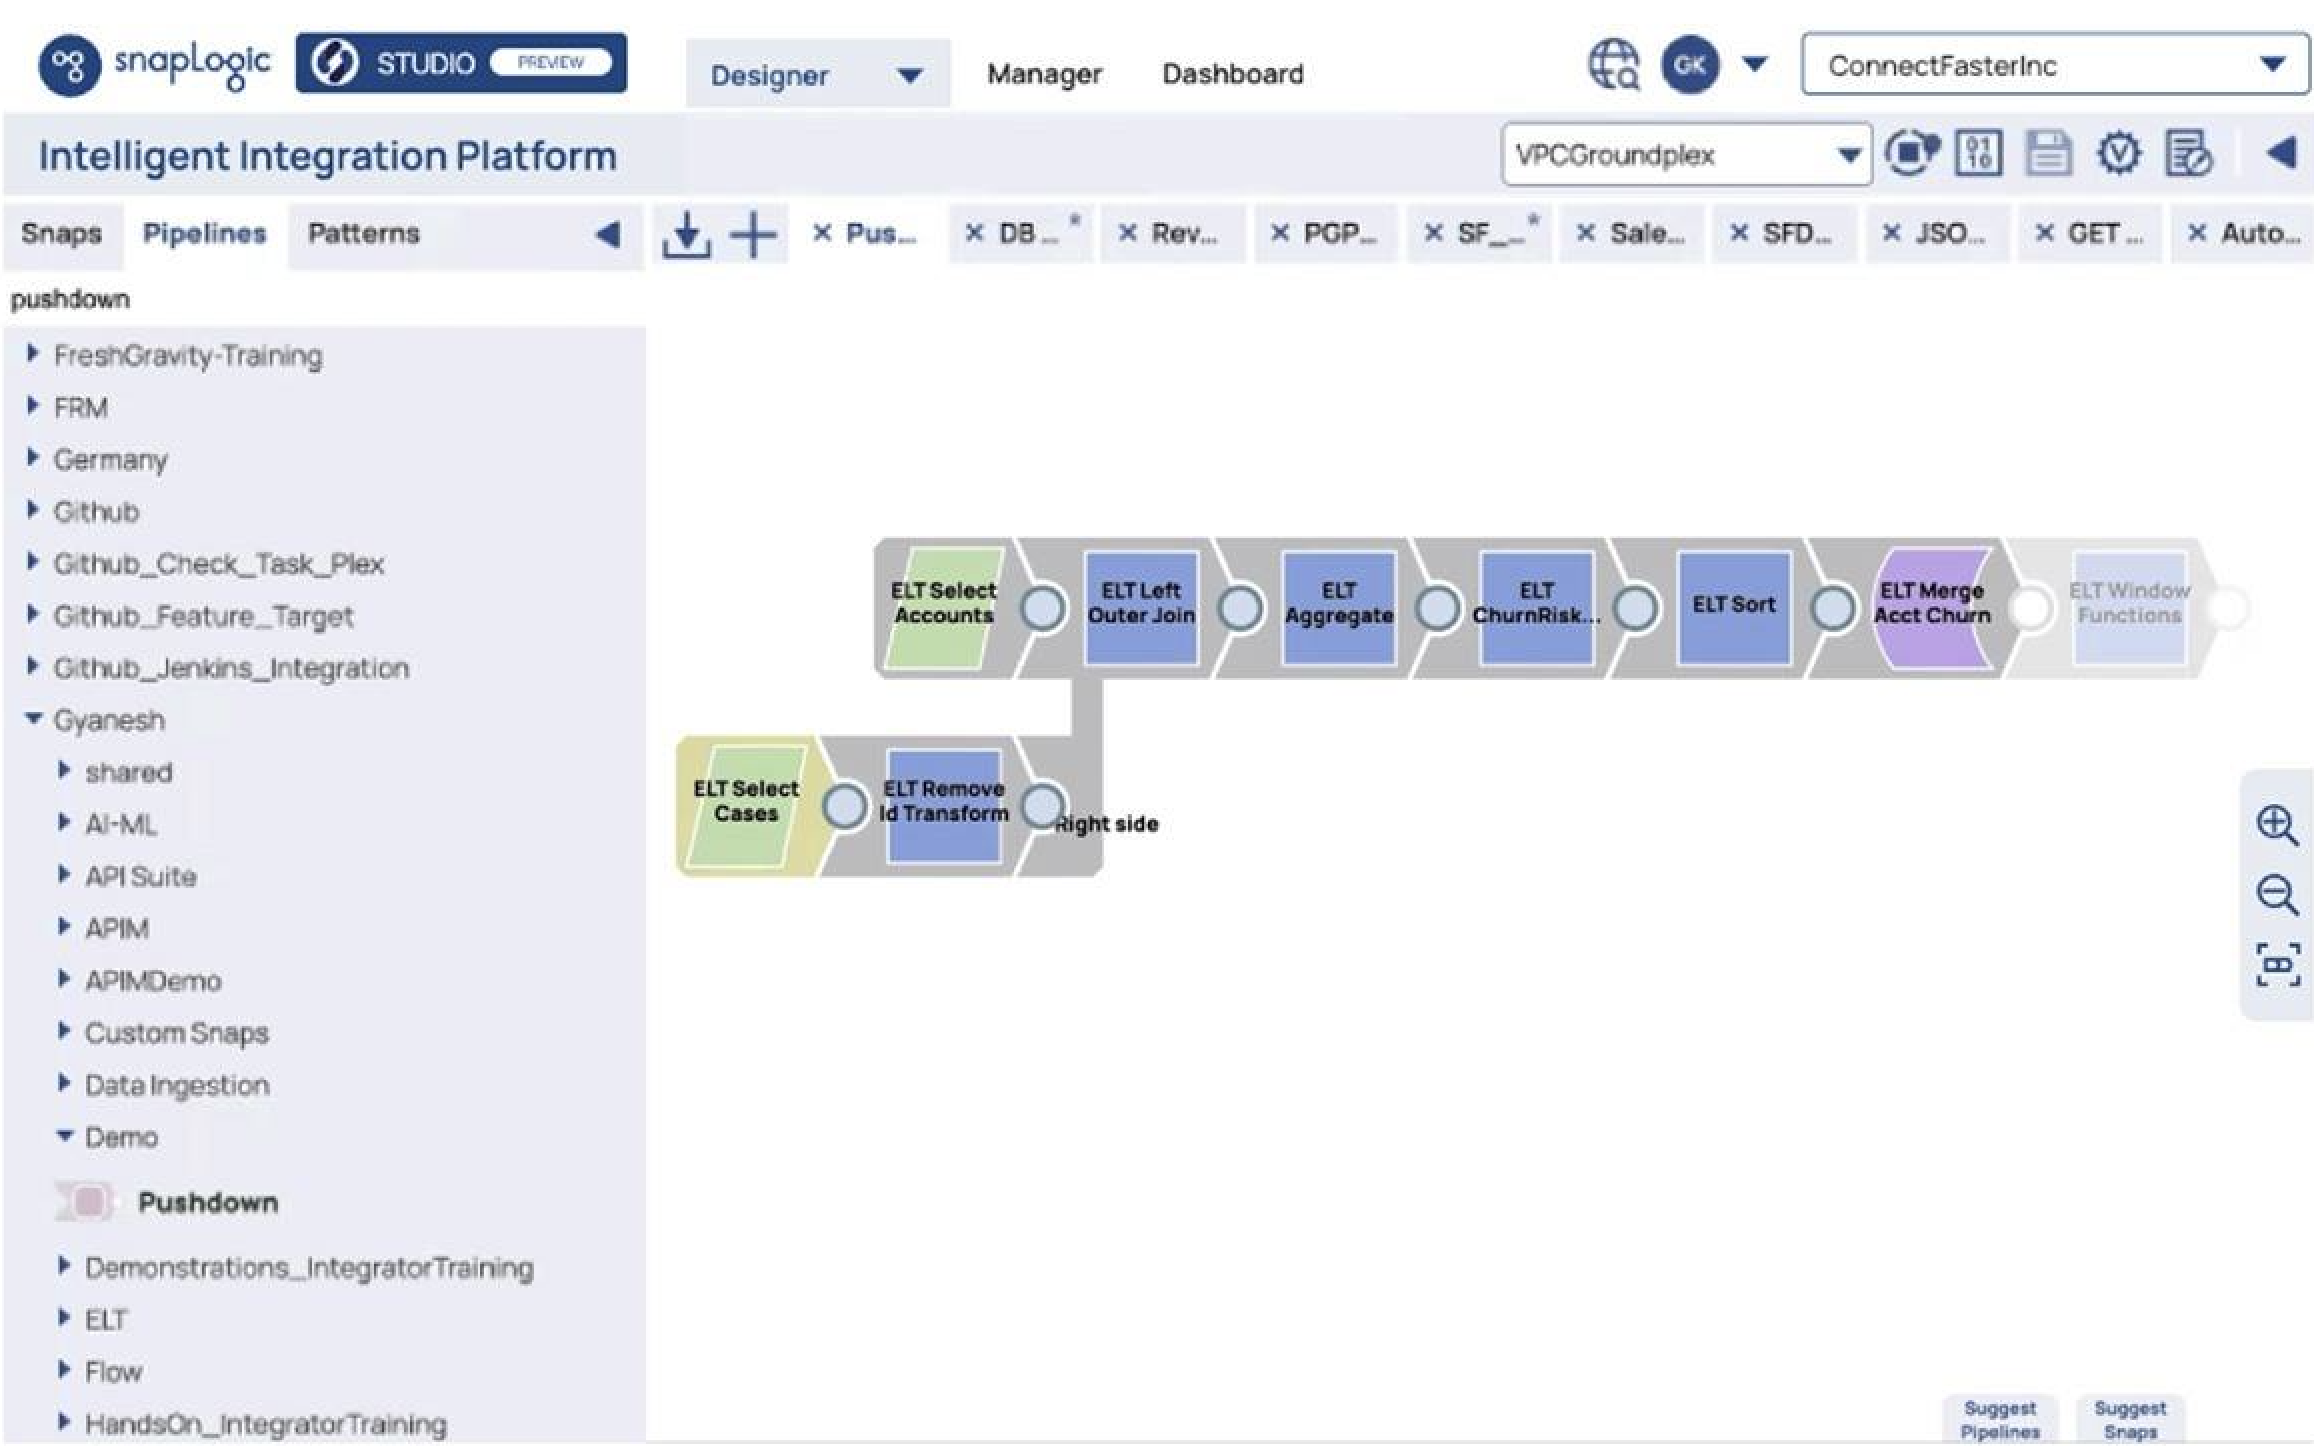 snapLogic STUDIO PREVIEW Designer Manager Dashboard GK ConnectFasterInc
Intelligent Integration Platform VPCGroundplex
Snaps Pipelines Patterns Pus... DB ... * Rev... PGP... SF_... * Sale... SFD... JSO... GET ... Auto...
pushdown
FreshGravity-Training
FRM
Germany
Github
Github_Check_Task_Plex
Github_Feature_Target
Github_Jenkins_Integration
Gyanesh
shared
AI-ML
API Suite
APIM
APIMDemo
Custom Snaps
Data Ingestion
Demo
Pushdown
Demonstrations_IntegratorTraining
ELT
Flow
HandsOn_IntegratorTraining
ELT Select
Accounts
ELT Left
Outer Join
ELT
Aggregate
ELT
ChurnRisk...
ELT Sort
ELT Merge
Acct Churn
ELT Window
Functions
ELT Select
Cases
ELT Remove
Id Transform
Right side
Suggest
Pipelines
Suggest
Snaps